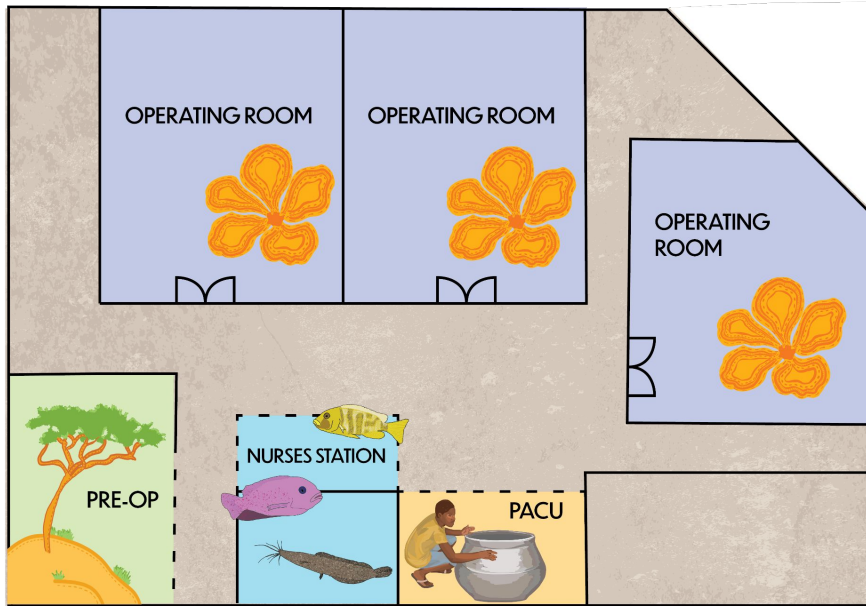 OPERATING ROOM
OPERATING ROOM
OPERATING
ROOM
NURSES STATION
PRE-OP
PACU